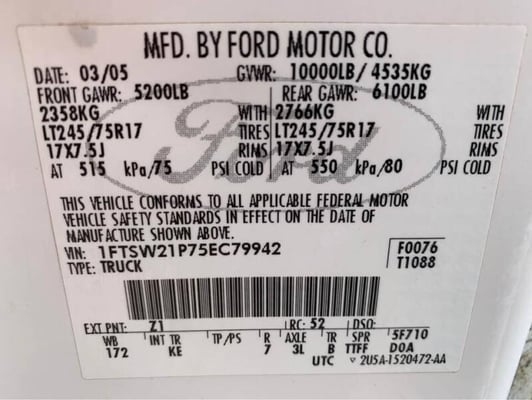 MFD. BY FORD MOTOR CO.
DATE: 03/05 GVWR: 10000LB/ 4535KG
FRONT GAWR: 5200LB REAR GAWR: 6100LB
2358KG WITH 2766KG WITH
LT245/75R17 TIRES LT245/75R17 TIRES
17X7.5J RIMS 17X7.5J RIMS
AT 515 kPa/75 PSI COLD AT 550 kPa/80 PSI COLD
Ford
THIS VEHICLE CONFORMS TO ALL APPLICABLE FEDERAL MOTOR
VEHICLE SAFETY STANDARDS IN EFFECT ON THE DATE OF
MANUFACTURE SHOWN ABOVE.
VIN: 1FTSW21P75EC79942 F0076
TYPE: TRUCK T1088
EXT PNT: Z1 RC: 52 DSO:
WB INT TR TP/PS R AXLE TR SPR 5F710
172 KE 7 3L B TTFF DOA
UTC ▿ 2U5A-1520472-AA